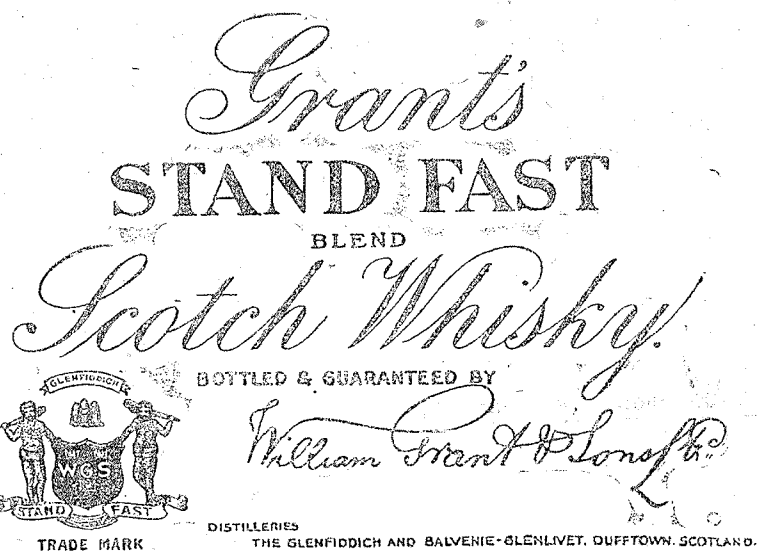 Grant's
STAND FAST
BLEND
Scotch Whisky.
BOTTLED & GUARANTEED BY
William Grant & Sons Ltd.
GLENFIDDICH
WGS
STAND FAST
TRADE MARK
DISTILLERIES
THE GLENFIDDICH AND BALVENIE-GLENLIVET. DUFFTOWN. SCOTLAND.